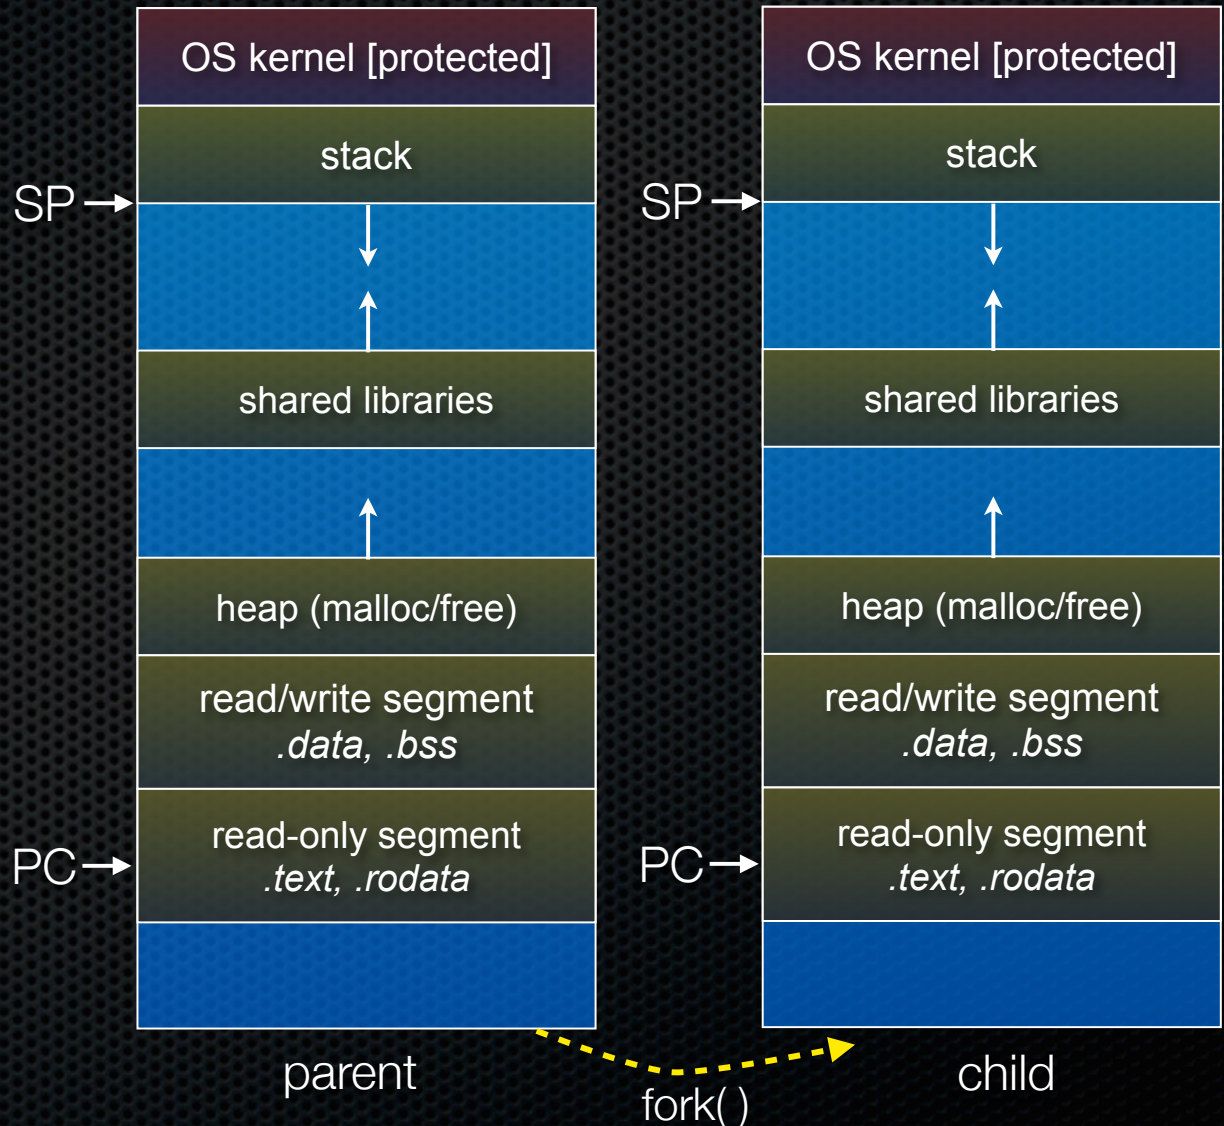 OS kernel [protected]
stack
SP
shared libraries
heap (malloc/free)
read/write segment
.data, .bss
read-only segment
.text, .rodata
PC
parent
OS kernel [protected]
stack
SP
shared libraries
heap (malloc/free)
read/write segment
.data, .bss
read-only segment
.text, .rodata
PC
child
fork( )